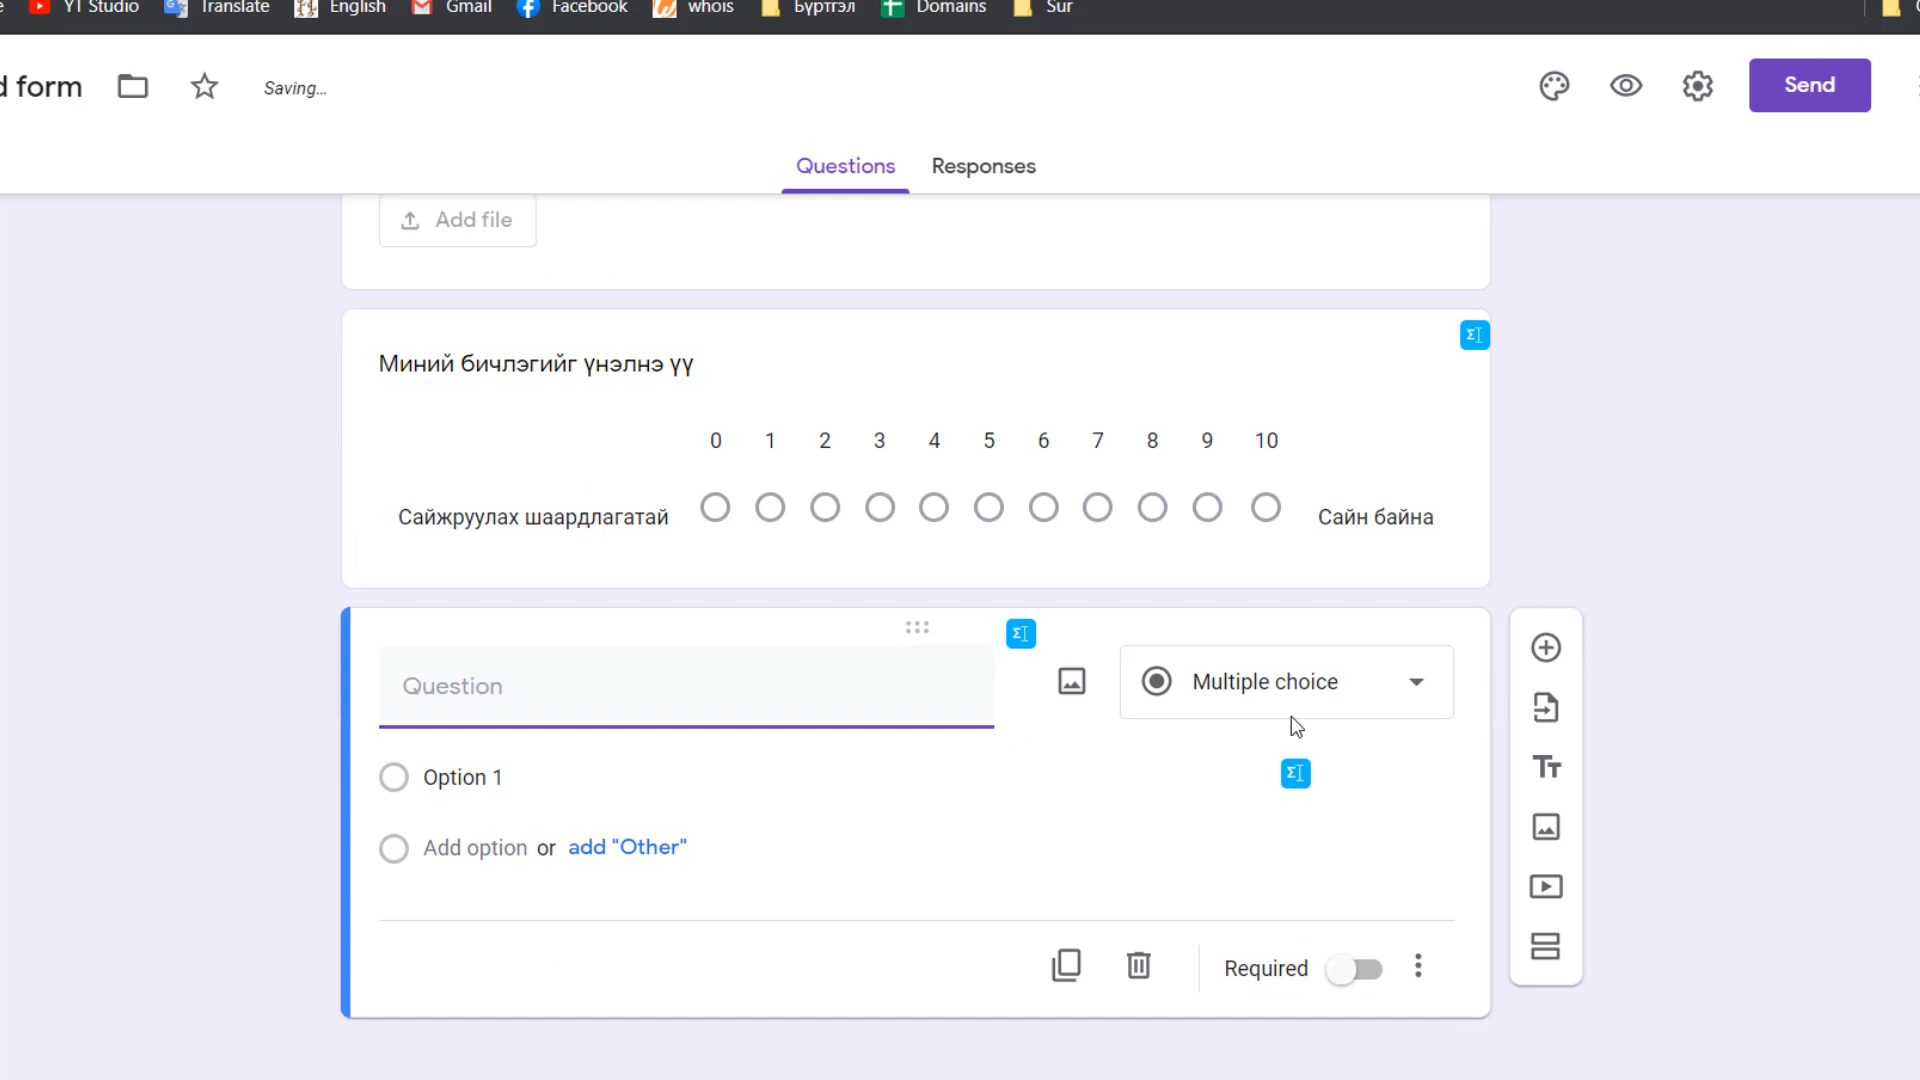 YT Studio Translate English Gmail Facebook whois Бүртгэл Domains Sur
d form Saving... Send
Questions Responses
Add file
Миний бичлэгийг үнэлнэ үү
0 1 2 3 4 5 6 7 8 9 10
Сайжруулах шаардлагатай Сайн байна
Question Multiple choice
Option 1
Add option or add "Other"
Required